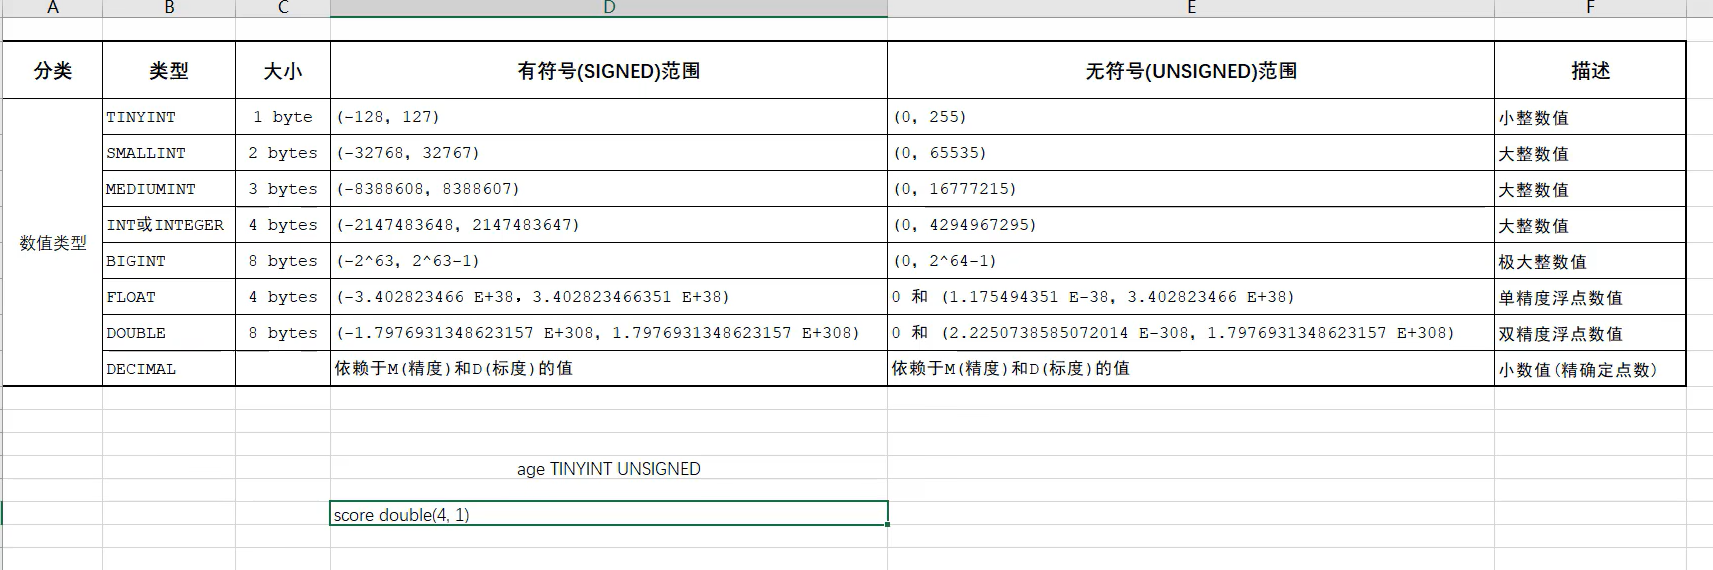 A B C D E F
分类 类型 大小 有符号(SIGNED)范围 无符号(UNSIGNED)范围 描述
TINYINT 1 byte (-128, 127) (0, 255) 小整数值
SMALLINT 2 bytes (-32768, 32767) (0, 65535) 大整数值
MEDIUMINT 3 bytes (-8388608, 8388607) (0, 16777215) 大整数值
INT或INTEGER 4 bytes (-2147483648, 2147483647) (0, 4294967295) 大整数值
数值类型
BIGINT 8 bytes (-2^63, 2^63-1) (0, 2^64-1) 极大整数值
FLOAT 4 bytes (-3.402823466 E+38, 3.402823466351 E+38) 0 和 (1.175494351 E-38, 3.402823466 E+38) 单精度浮点数值
DOUBLE 8 bytes (-1.7976931348623157 E+308, 1.7976931348623157 E+308) 0 和 (2.2250738585072014 E-308, 1.7976931348623157 E+308) 双精度浮点数值
DECIMAL 依赖于M(精度)和D(标度)的值 依赖于M(精度)和D(标度)的值 小数值(精确定点数)
age TINYINT UNSIGNED
score double(4, 1)